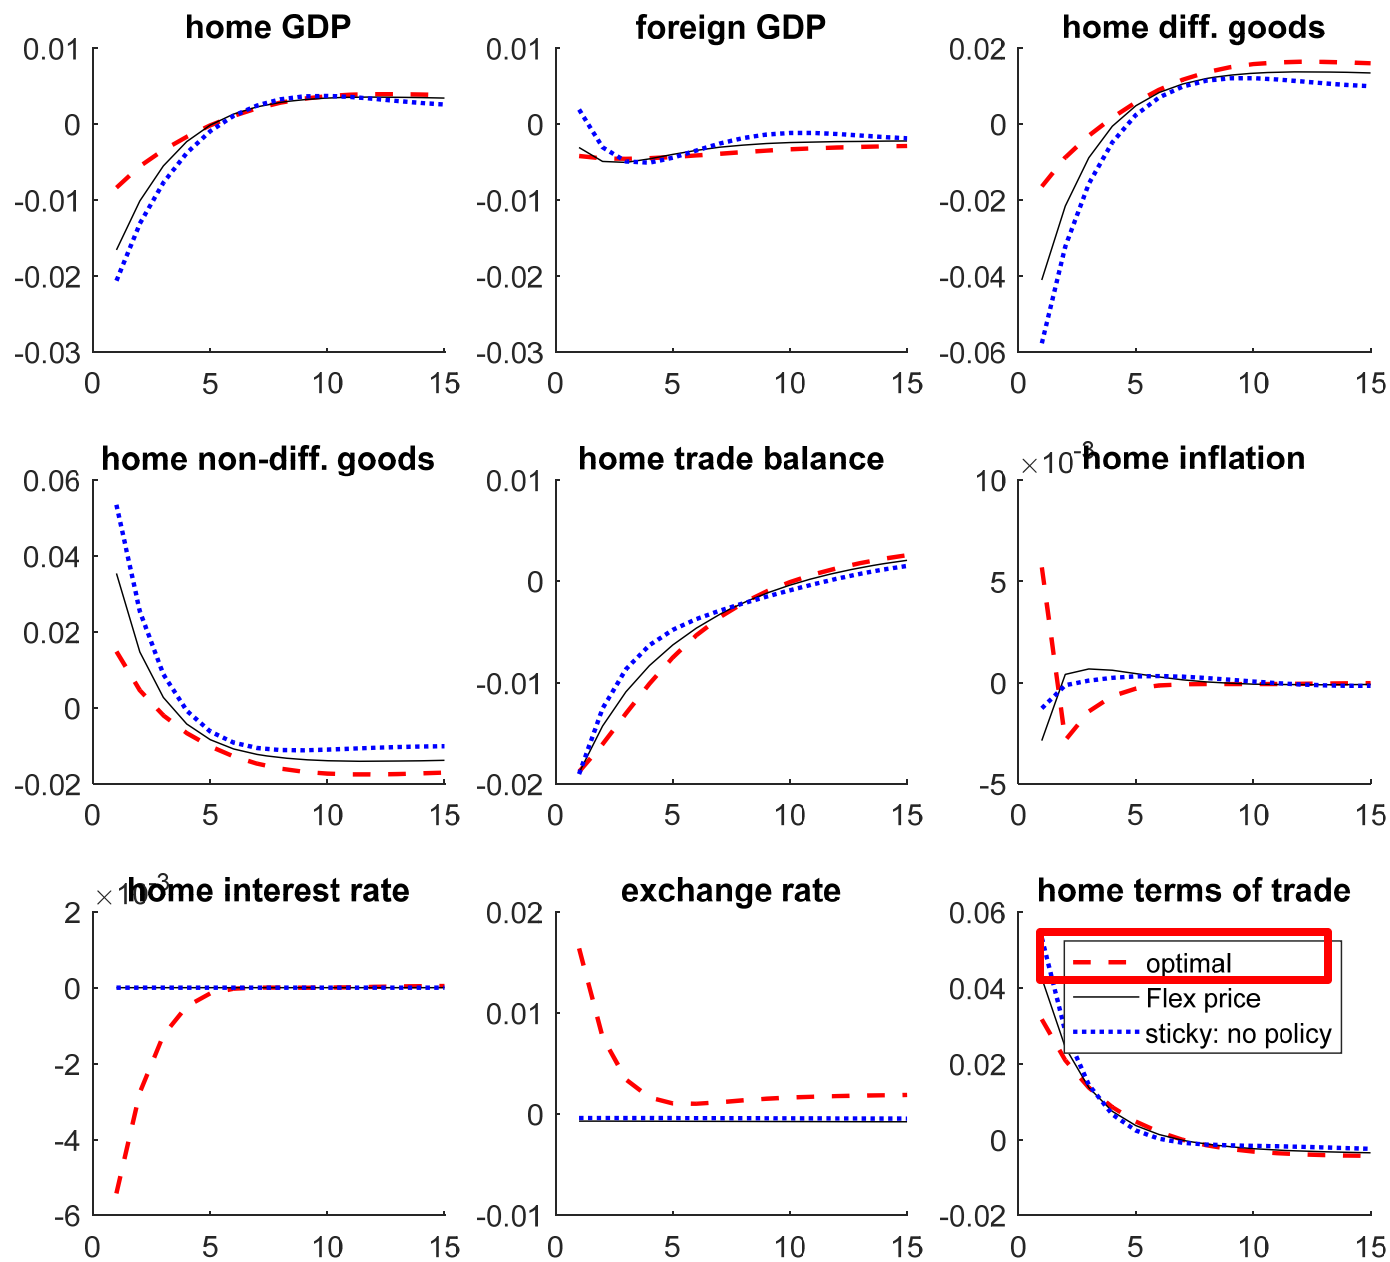 home GDP
0.01
0
-0.01
-0.02
-0.03
0 5 10 15
foreign GDP
0.01
0
-0.01
-0.02
-0.03
0 5 10 15
home diff. goods
0.02
0
-0.02
-0.04
-0.06
0 5 10 15
home non-diff. goods
0.06
0.04
0.02
0
-0.02
0 5 10 15
home trade balance
0.01
0
-0.01
-0.02
0 5 10 15
×10⁻³ home inflation
10
5
0
-5
0 5 10 15
×10⁻³ home interest rate
2
0
-2
-4
-6
0 5 10 15
exchange rate
0.02
0.01
0
-0.01
0 5 10 15
home terms of trade
0.06
0.04
0.02
0
-0.02
0 5 10 15
optimal
Flex price
sticky: no policy